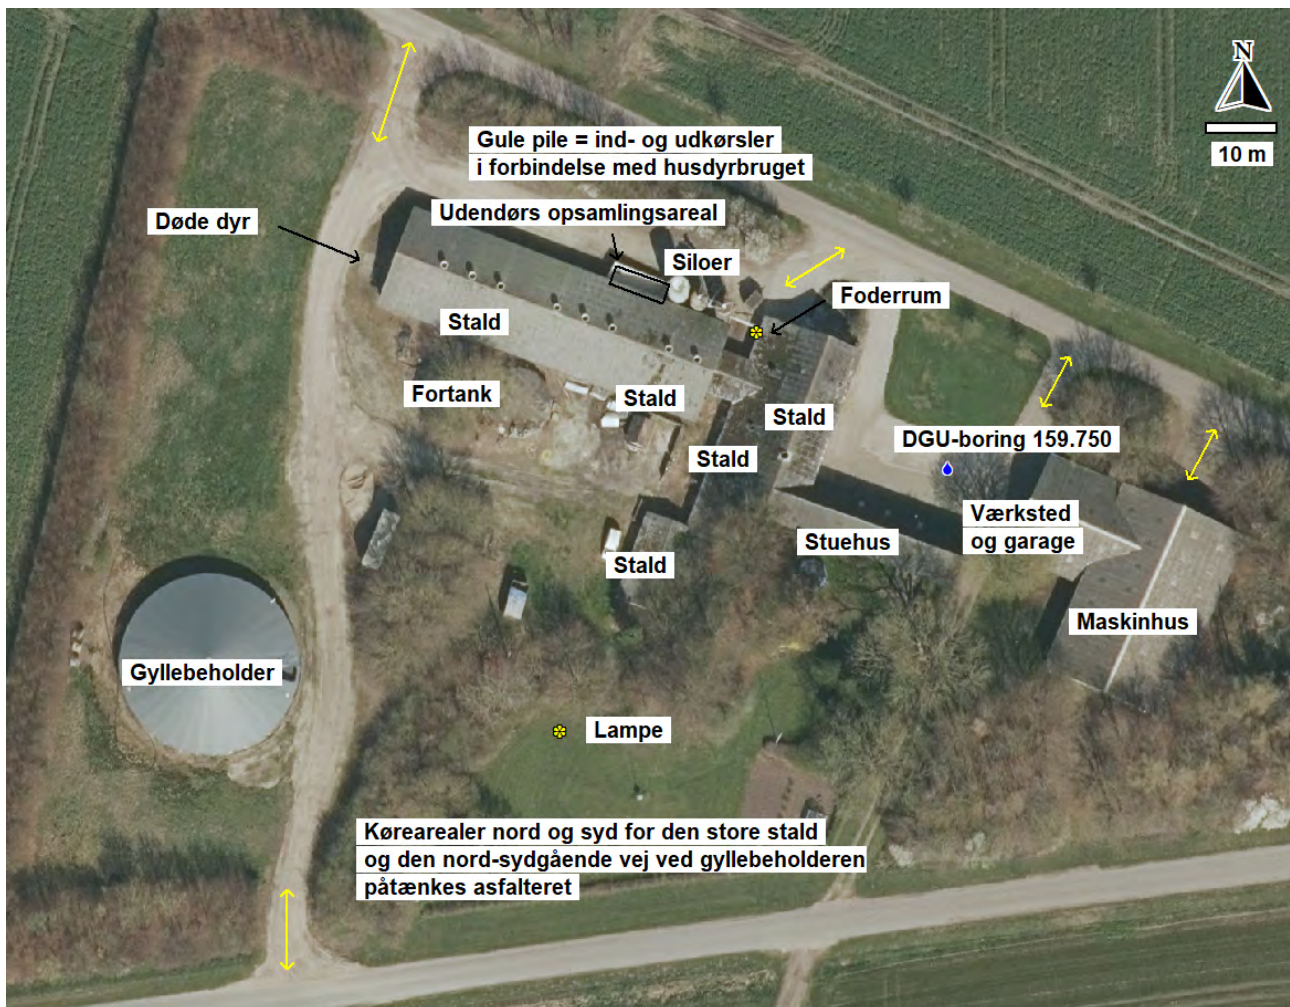 N
10 m
Gule pile = ind- og udkørsler
i forbindelse med husdyrbruget
Udendørs opsamlingsareal
Døde dyr
Siloer
Foderrum
Stald
Fortank
Stald
Stald
DGU-boring 159.750
Stald
Værksted
og garage
Stuehus
Stald
Maskinhus
Gyllebeholder
Lampe
Kørearealer nord og syd for den store stald
og den nord-sydgående vej ved gyllebeholderen
påtænkes asfalteret